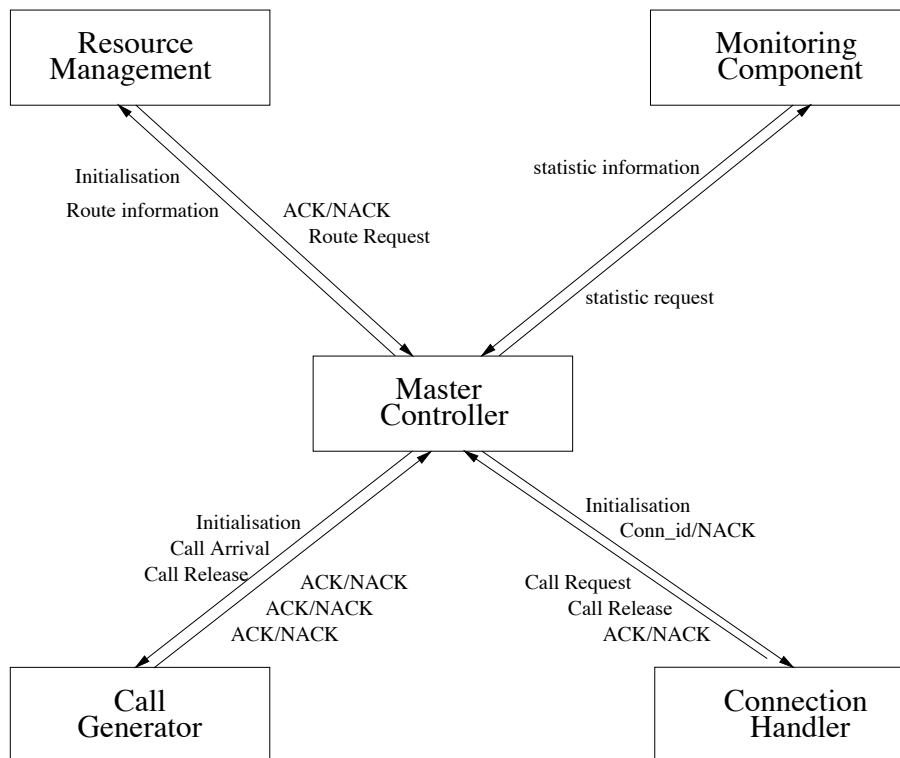 Resource
Management
Monitoring
Component
Initialisation
Route information
ACK/NACK
Route Request
statistic information
statistic request
Master
Controller
Initialisation
Call Arrival
Call Release
ACK/NACK
ACK/NACK
ACK/NACK
Initialisation
Conn_id/NACK
Call Request
Call Release
ACK/NACK
Call
Generator
Connection
Handler